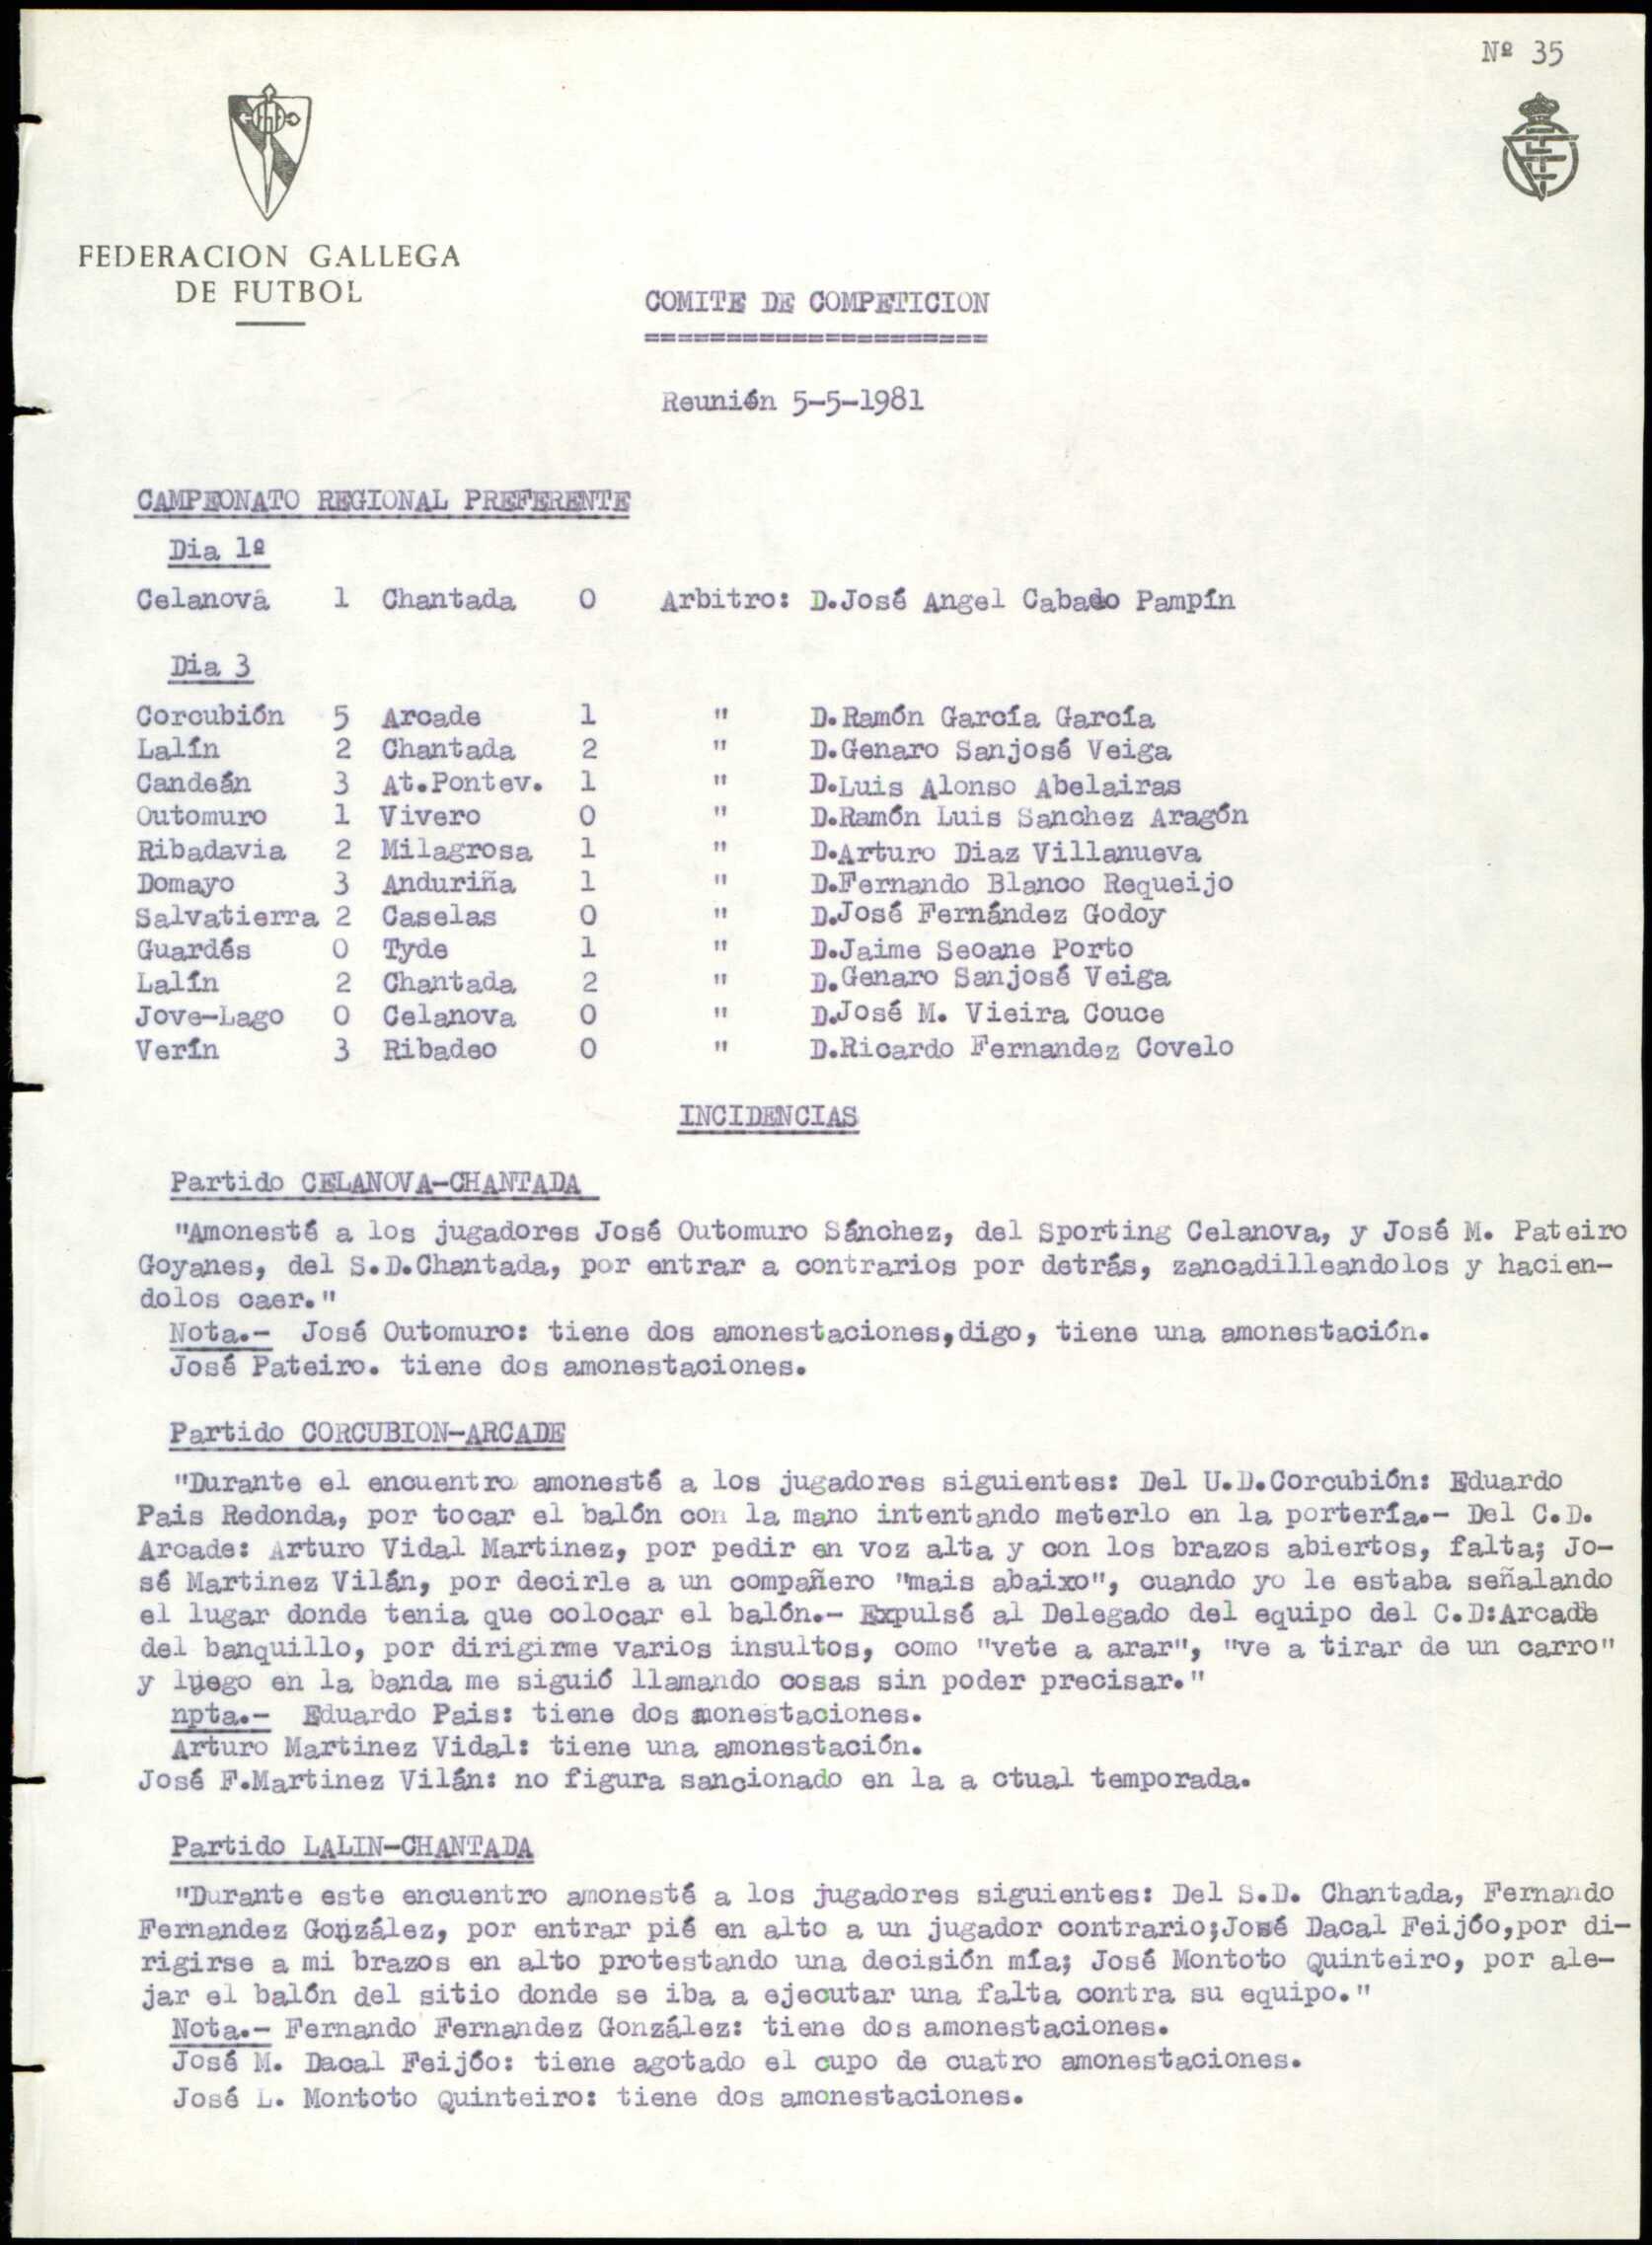 Nº 35
FEDERACION GALLEGA
DE FUTBOL
COMITE DE COMPETICION
=====================
Reunión 5-5-1981
CAMPEONATO REGIONAL PREFERENTE
Dia 1º
Celanova 1 Chantada 0 Arbitro: D.José Angel Cabado Pampín
Dia 3
Corcubión 5 Arcade 1 " D.Ramón García García
Lalín 2 Chantada 2 " D.Genaro Sanjosé Veiga
Candeán 3 At.Pontev. 1 " D.Luis Alonso Abelairas
Outomuro 1 Vivero 0 " D.Ramón Luis Sanchez Aragón
Ribadavia 2 Milagrosa 1 " D.Arturo Diaz Villanueva
Domayo 3 Anduriña 1 " D.Fernando Blanco Requeijo
Salvatierra 2 Caselas 0 " D.José Fernández Godoy
Guardés 0 Tyde 1 " D.Jaime Seoane Porto
Lalín 2 Chantada 2 " D.Genaro Sanjosé Veiga
Jove-Lago 0 Celanova 0 " D.José M. Vieira Couce
Verín 3 Ribadeo 0 " D.Ricardo Fernandez Covelo
INCIDENCIAS
Partido CELANOVA-CHANTADA
"Amonesté a los jugadores José Outomuro Sánchez, del Sporting Celanova, y José M. Pateiro
Goyanes, del S.D.Chantada, por entrar a contrarios por detrás, zancadilleandolos y hacien-
dolos caer."
Nota.- José Outomuro: tiene dos amonestaciones,digo, tiene una amonestación.
José Pateiro. tiene dos amonestaciones.
Partido CORCUBION-ARCADE
"Durante el encuentro amonesté a los jugadores siguientes: Del U.D.Corcubión: Eduardo
Pais Redonda, por tocar el balón con la mano intentando meterlo en la portería.- Del C.D.
Arcade: Arturo Vidal Martinez, por pedir en voz alta y con los brazos abiertos, falta; Jo-
sé Martinez Vilán, por decirle a un compañero "mais abaixo", cuando yo le estaba señalando
el lugar donde tenia que colocar el balón.- Expulsé al Delegado del equipo del C.D:Arcade
del banquillo, por dirigirme varios insultos, como "vete a arar", "ve a tirar de un carro"
y luego en la banda me siguió llamando cosas sin poder precisar."
npta.- Eduardo Pais: tiene dos amonestaciones.
Arturo Martinez Vidal: tiene una amonestación.
José F.Martinez Vilán: no figura sancionado en la a ctual temporada.
Partido LALIN-CHANTADA
"Durante este encuentro amonesté a los jugadores siguientes: Del S.D. Chantada, Fernando
Fernandez González, por entrar pié en alto a un jugador contrario;José Dacal Feijóo,por di-
rigirse a mi brazos en alto protestando una decisión mía; José Montoto Quinteiro, por ale-
jar el balón del sitio donde se iba a ejecutar una falta contra su equipo."
Nota.- Fernando Fernandez González: tiene dos amonestaciones.
José M. Dacal Feijóo: tiene agotado el cupo de cuatro amonestaciones.
José L. Montoto Quinteiro: tiene dos amonestaciones.